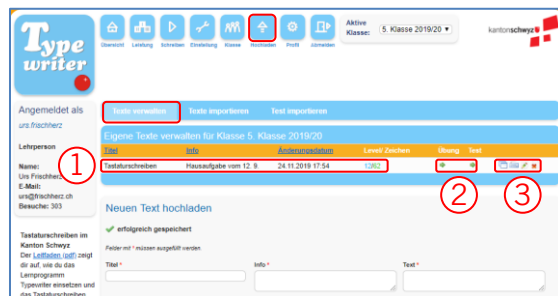 Type
writer
Übersicht Leistung Schreiben Einstellung Klasse Hochladen Profil Abmelden
Aktive
Klasse:
5. Klasse 2019/20
kantonschwyz
Angemeldet als
urs.frischherz
Lehrperson
Name:
Urs Frischherz
E-Mail:
urs@frischherz.ch
Besuche: 303
Texte verwalten Texte importieren Test importieren
Eigene Texte verwalten für Klasse 5. Klasse 2019/20
Titel Info Änderungsdatum Level/ Zeichen Übung Test
1 Tastaturschreiben Hausaufgabe vom 12. 9. 24.11.2019 17:54 12/62
2 3
Neuen Text hochladen
erfolgreich gespeichert
Felder mit * müssen ausgefüllt werden
Titel * Info * Text *
Tastaturschreiben im
Kanton Schwyz
Der Leitfaden (pdf) zeigt
dir auf, wie du das
Lernprogramm
Typewriter einsetzen und
das Tastaturschreiben